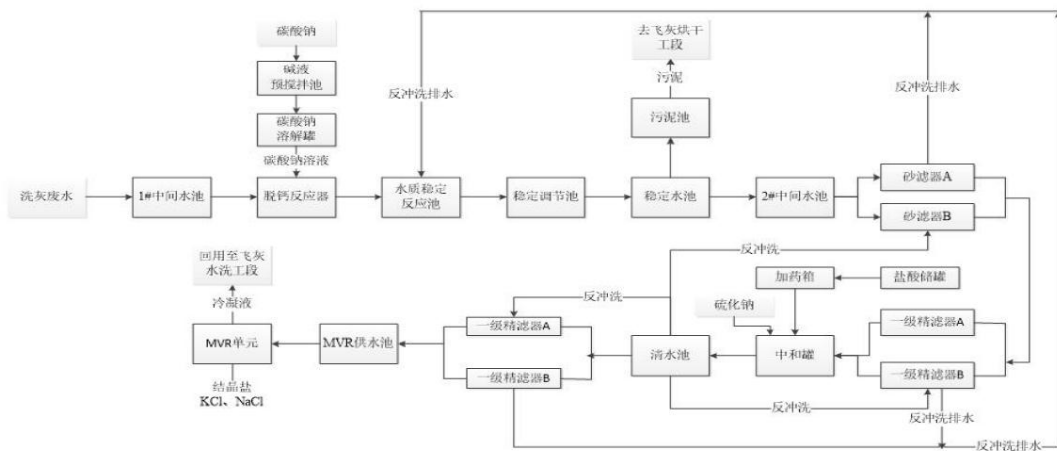 碳酸钠
碱液
预搅拌池
碳酸钠
溶解罐
碳酸钠溶液
反冲洗排水
去飞灰烘干
工段
污泥
污泥池
反冲洗排水
洗灰废水
1#中间水池
脱钙反应器
水质稳定
反应池
稳定调节池
稳定水池
2#中间水池
砂滤器A
砂滤器B
反冲洗
回用至飞灰
水洗工段
冷凝液
MVR单元
结晶盐
KCl、NaCl
MVR供水池
反冲洗
一级精滤器A
一级精滤器B
清水池
硫化钠
加药箱
盐酸储罐
中和罐
一级精滤器A
一级精滤器B
反冲洗
反冲洗排水
反冲洗排水